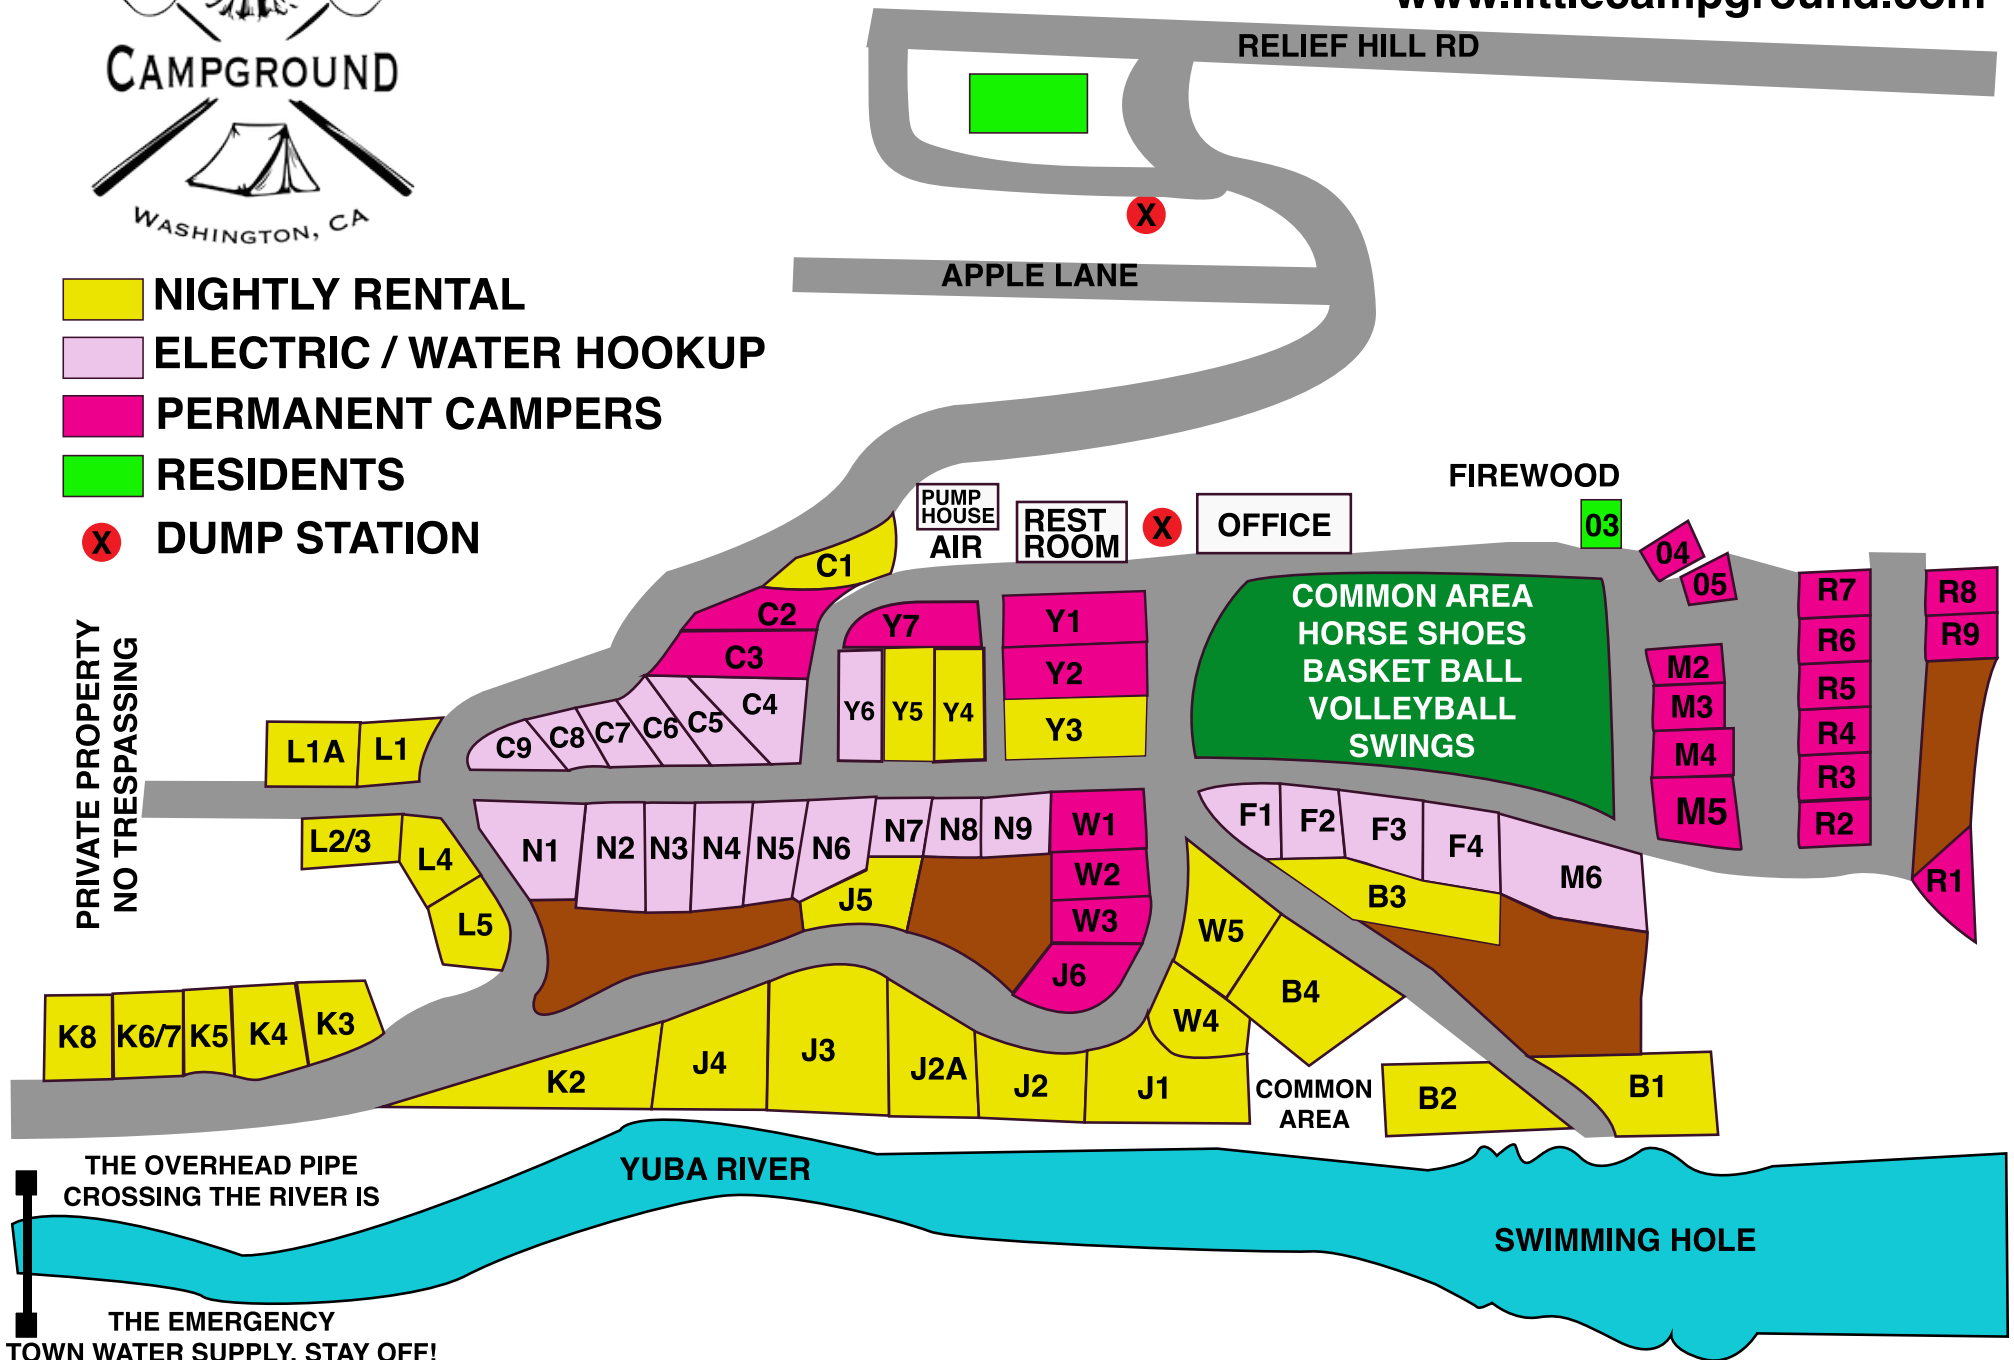 www.littlecampground.com
CAMPGROUND
WASHINGTON, CA
RELIEF HILL RD
X
APPLE LANE
NIGHTLY RENTAL
ELECTRIC / WATER HOOKUP
PERMANENT CAMPERS
RESIDENTS
X DUMP STATION
PUMP
HOUSE
AIR
REST
ROOM
X
OFFICE
FIREWOOD
03
04
05
C1
C2
C3
C4
C5
C6
C7
C8
C9
Y7
Y6
Y5
Y4
Y1
Y2
Y3
COMMON AREA
HORSE SHOES
BASKET BALL
VOLLEYBALL
SWINGS
M2
M3
M4
M5
R7
R6
R5
R4
R3
R2
R8
R9
R1
PRIVATE PROPERTY
NO TRESPASSING
L1A
L1
L2/3
L4
L5
N1
N2
N3
N4
N5
N6
N7
N8
N9
J5
W1
W2
W3
J6
F1
F2
F3
F4
M6
B3
W5
B4
W4
K8
K6/7
K5
K4
K3
K2
J4
J3
J2A
J2
J1
COMMON
AREA
B2
B1
THE OVERHEAD PIPE
CROSSING THE RIVER IS
THE EMERGENCY
TOWN WATER SUPPLY. STAY OFF!
YUBA RIVER
SWIMMING HOLE